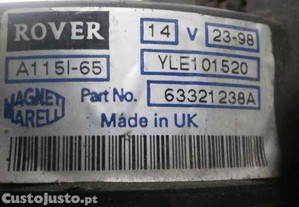 ROVER 14 V 23-98
A115I-65 YLE101520
MAGNETI MARELLI Part No. 63321238A
Made in UK
CustoJusto.pt